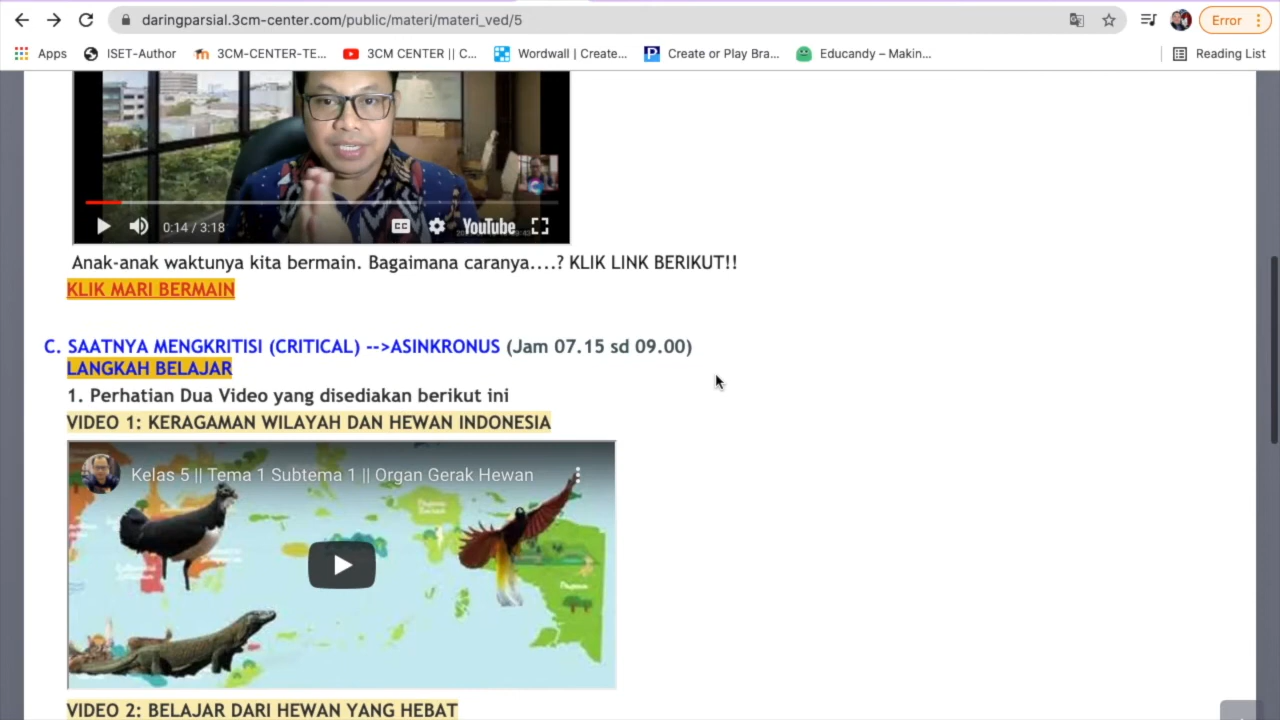 daringparsial.3cm-center.com/public/materi/materi_ved/5
Error
Apps
ISET-Author
3CM-CENTER-TE...
3CM CENTER || C...
Wordwall | Create...
Create or Play Bra...
Educandy – Makin...
Reading List
0:14 / 3:18
CC
YouTube
Anak-anak waktunya kita bermain. Bagaimana caranya....? KLIK LINK BERIKUT!!
KLIK MARI BERMAIN
C. SAATNYA MENGKRITISI (CRITICAL) -->ASINKRONUS (Jam 07.15 sd 09.00)
LANGKAH BELAJAR
1. Perhatian Dua Video yang disediakan berikut ini
VIDEO 1: KERAGAMAN WILAYAH DAN HEWAN INDONESIA
Kelas 5 || Tema 1 Subtema 1 || Organ Gerak Hewan
VIDEO 2: BELAJAR DARI HEWAN YANG HEBAT